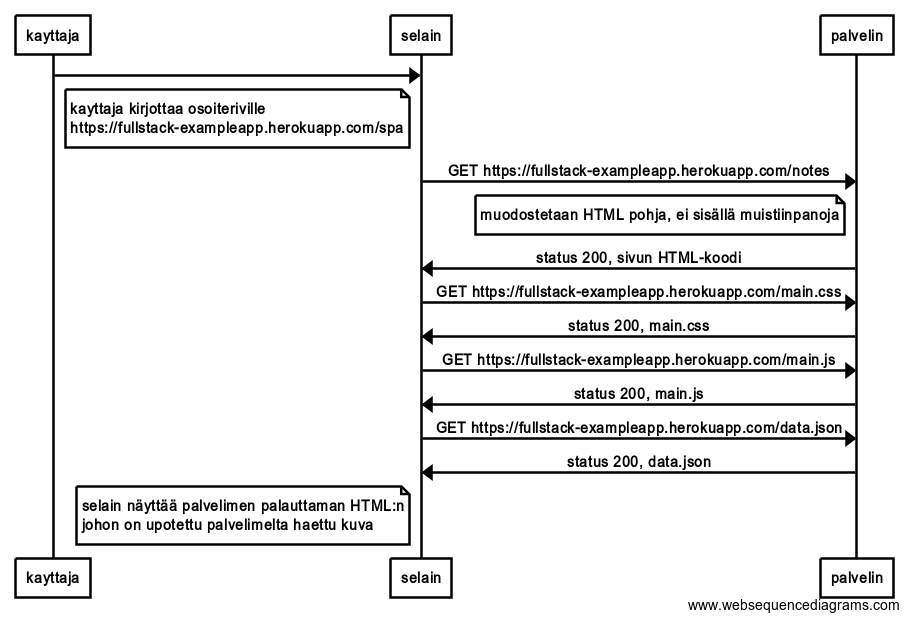 kayttaja
selain
palvelin
kayttaja kirjottaa osoiteriville
https://fullstack-exampleapp.herokuapp.com/spa
GET https://fullstack-exampleapp.herokuapp.com/notes
muodostetaan HTML pohja, ei sisällä muistiinpanoja
status 200, sivun HTML-koodi
GET https://fullstack-exampleapp.herokuapp.com/main.css
status 200, main.css
GET https://fullstack-exampleapp.herokuapp.com/main.js
status 200, main.js
GET https://fullstack-exampleapp.herokuapp.com/data.json
status 200, data.json
selain näyttää palvelimen palauttaman HTML:n
johon on upotettu palvelimelta haettu kuva
kayttaja
selain
palvelin
www.websequencediagrams.com